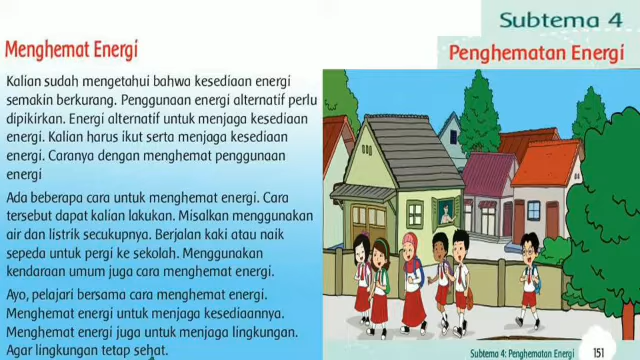 Subtema 4
Menghemat Energi
Penghematan Energi
Kalian sudah mengetahui bahwa kesediaan energi
semakin berkurang. Penggunaan energi alternatif perlu
dipikirkan. Energi alternatif untuk menjaga kesediaan
energi. Kalian harus ikut serta menjaga kesediaan
energi. Caranya dengan menghemat penggunaan
energi
Ada beberapa cara untuk menghemat energi. Cara
tersebut dapat kalian lakukan. Misalkan menggunakan
air dan listrik secukupnya. Berjalan kaki atau naik
sepeda untuk pergi ke sekolah. Menggunakan
kendaraan umum juga cara menghemat energi.
Ayo, pelajari bersama cara menghemat energi.
Menghemat energi untuk menjaga kesediaannya.
Menghemat energi juga untuk menjaga lingkungan.
Agar lingkungan tetap sehat.
Subtema 4: Penghematan Energi 151